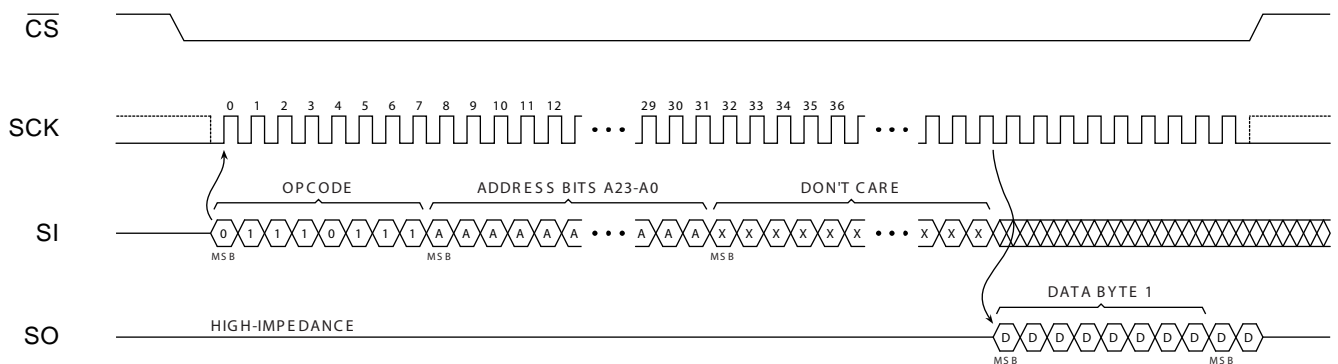 CS
0 1 2 3 4 5 6 7 8 9 10 11 12 29 30 31 32 33 34 35 36
SCK
OPCODE ADDRESS BITS A23-A0 DON'T CARE
SI 0 1 1 1 0 1 1 1 A A A A A A A A A X X X X X X X X X
MSB MSB MSB
DATA BYTE 1
HIGH-IMPEDANCE
SO D D D D D D D D D D
MSB MSB